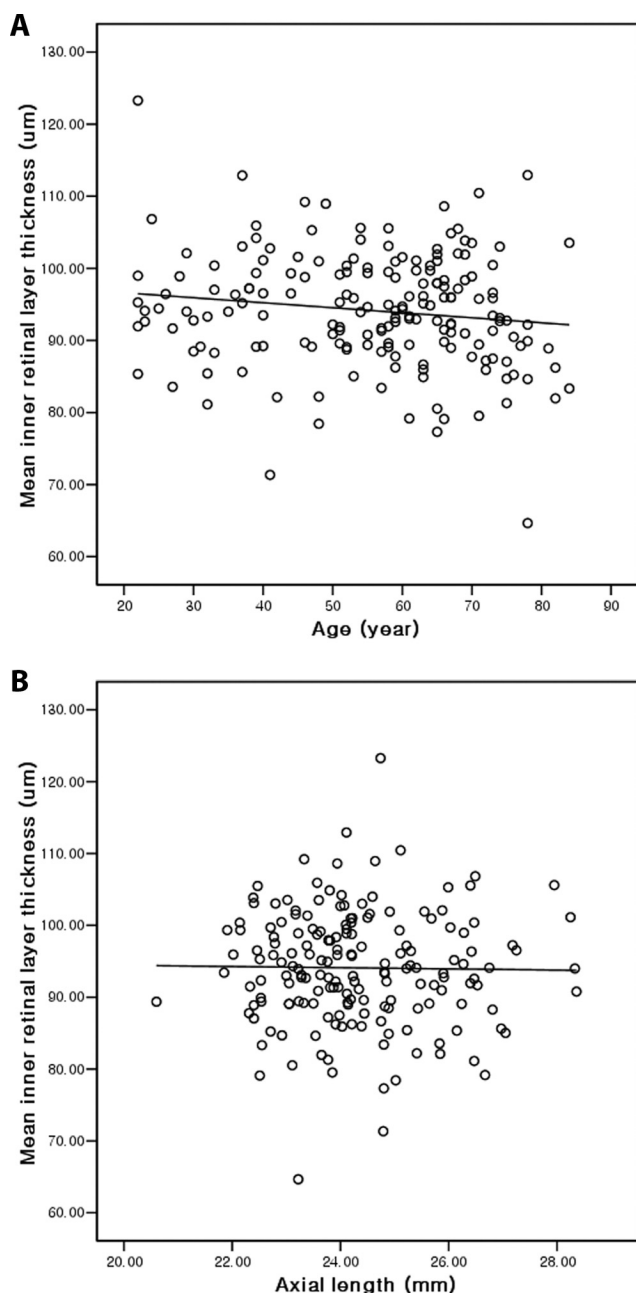 A
Mean inner retinal layer thickness (um)
130.00
120.00
110.00
100.00
90.00
80.00
70.00
60.00
20 30 40 50 60 70 80 90
Age (year)
B
Mean inner retinal layer thickness (um)
130.00
120.00
110.00
100.00
90.00
80.00
70.00
60.00
20.00 22.00 24.00 26.00 28.00
Axial length (mm)